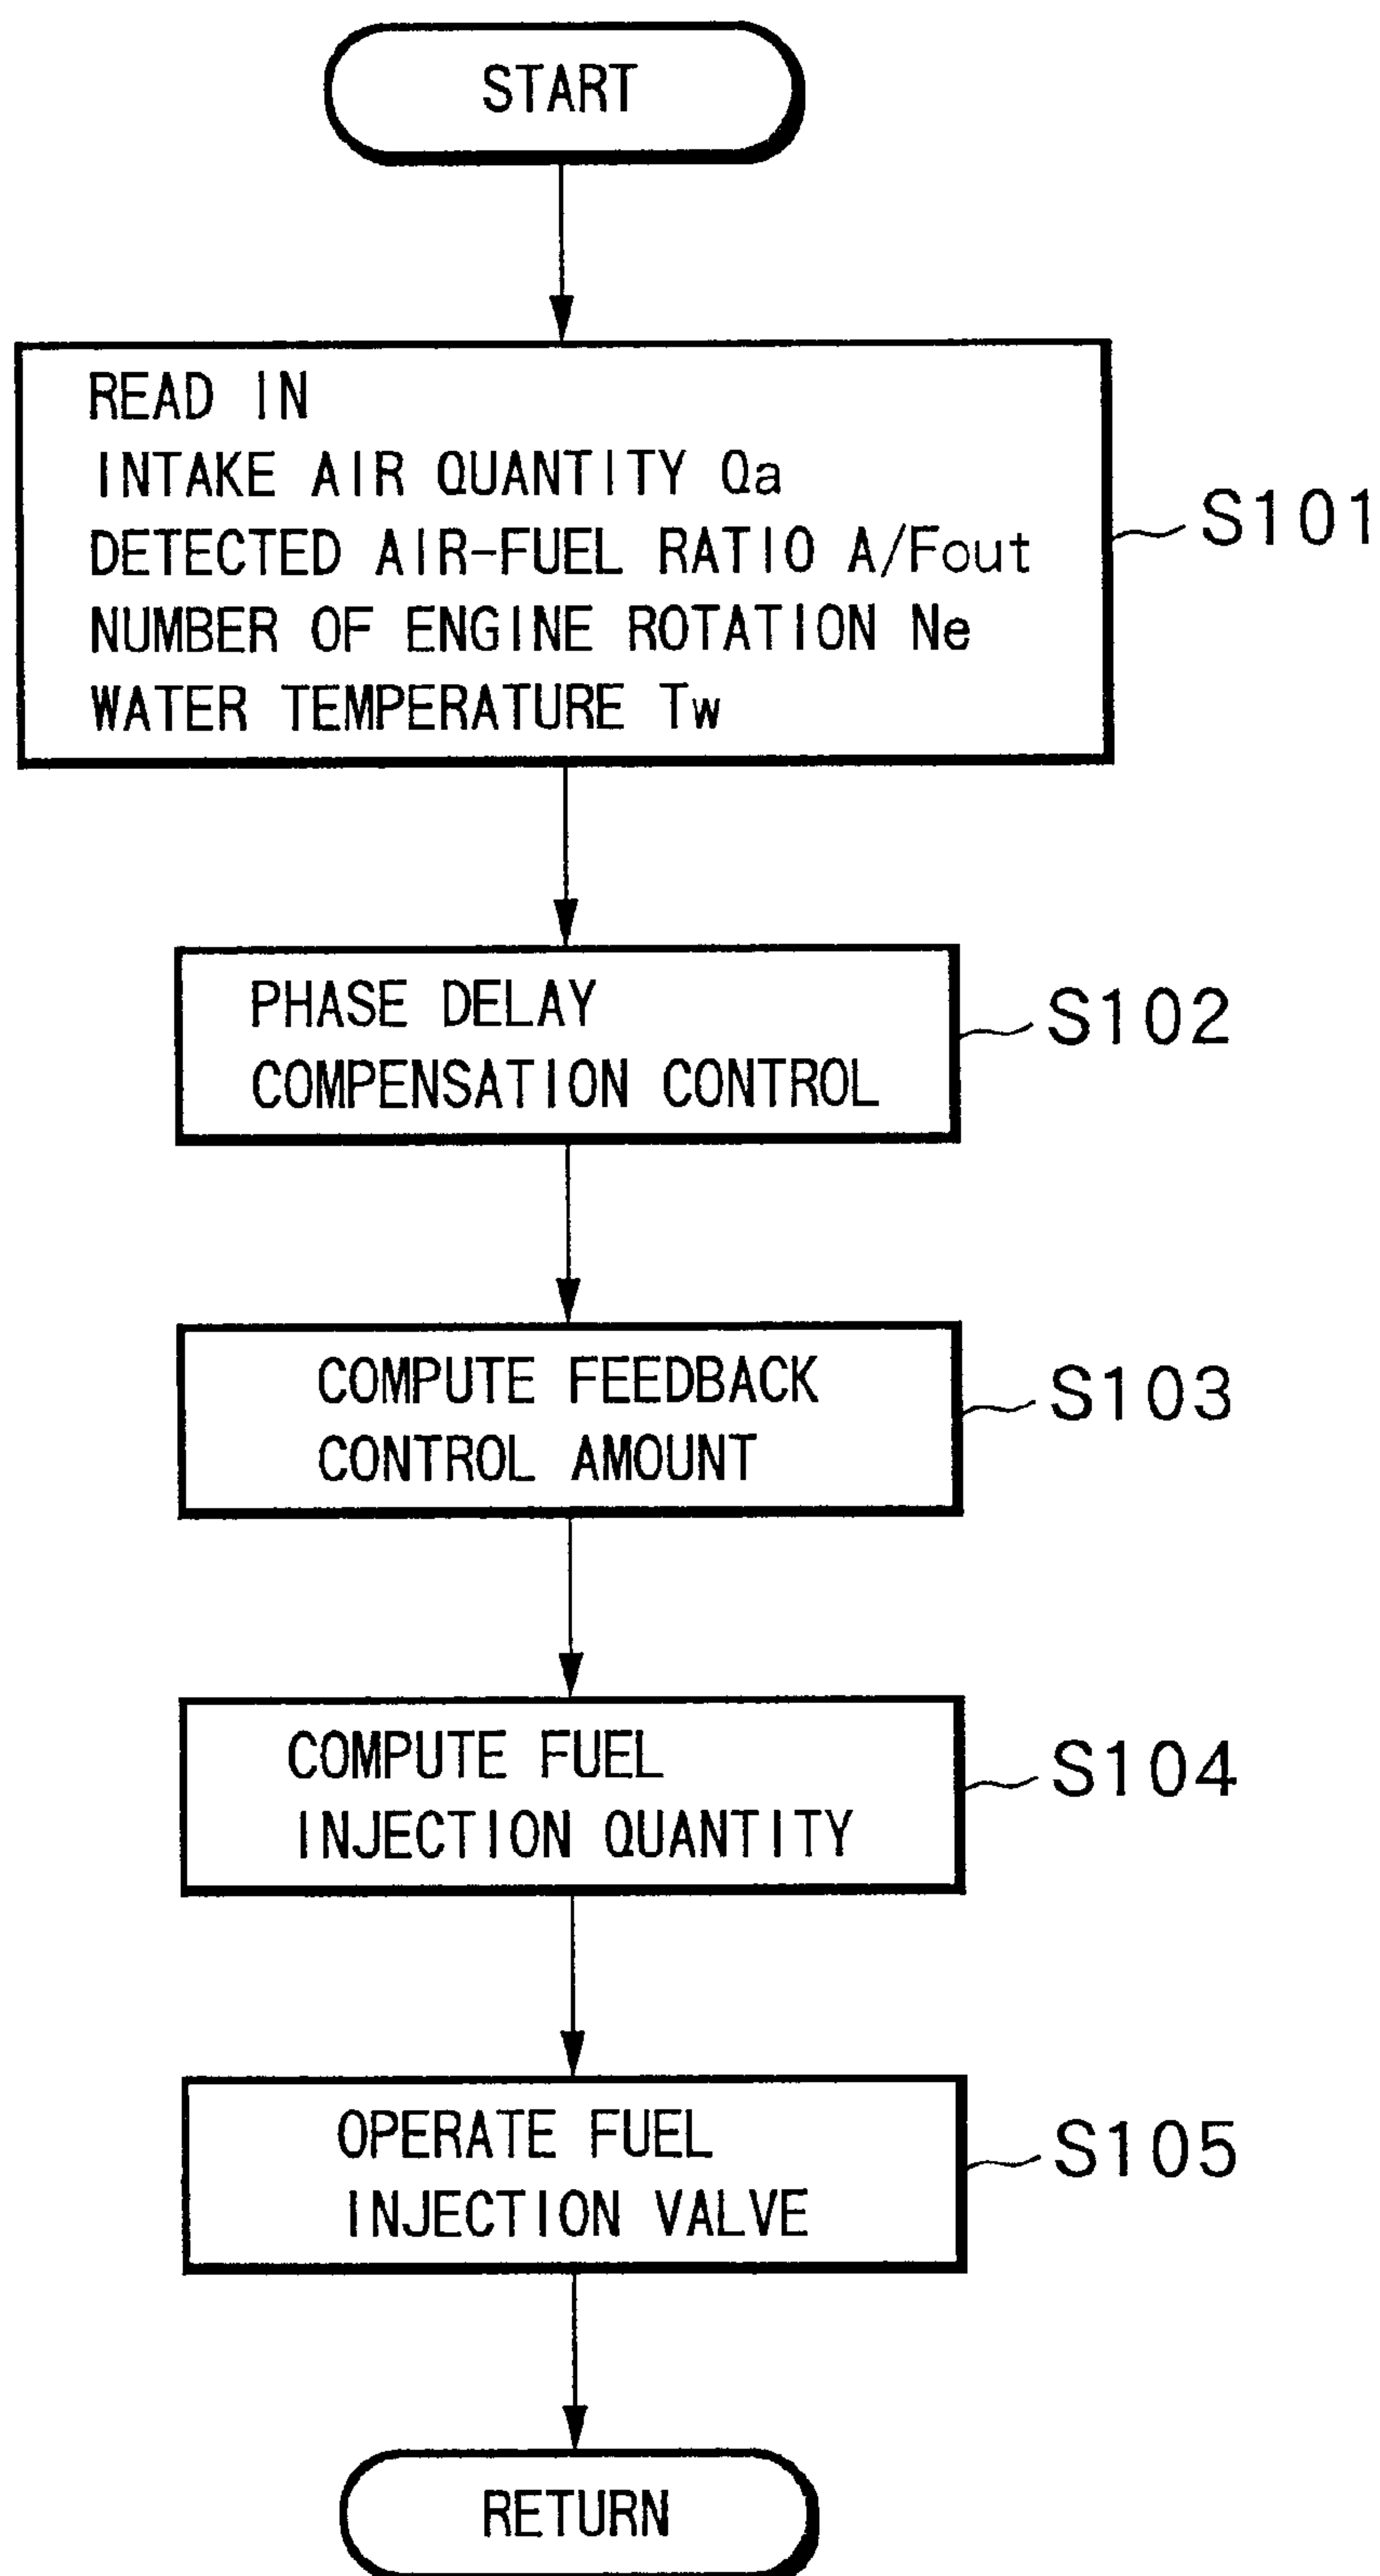 START
READ IN
INTAKE AIR QUANTITY Qa
DETECTED AIR-FUEL RATIO A/Fout
NUMBER OF ENGINE ROTATION Ne
WATER TEMPERATURE Tw
S101
PHASE DELAY
COMPENSATION CONTROL
S102
COMPUTE FEEDBACK
CONTROL AMOUNT
S103
COMPUTE FUEL
INJECTION QUANTITY
S104
OPERATE FUEL
INJECTION VALVE
S105
RETURN